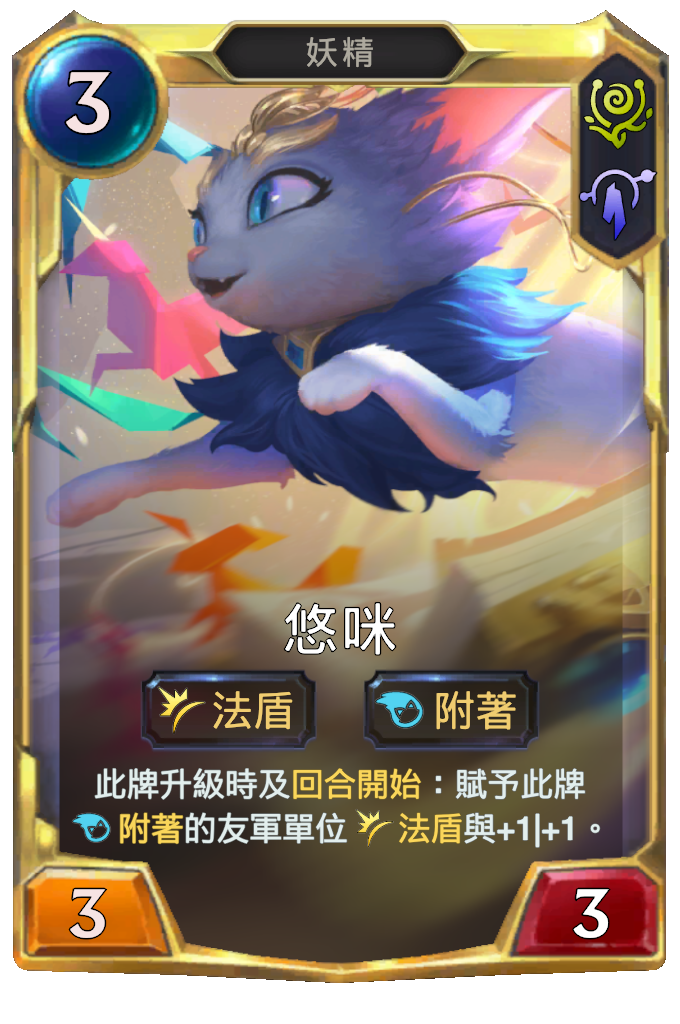 妖精
3
悠咪
法盾 附著
此牌升級時及回合開始：賦予此牌
附著的友軍單位 法盾與+1|+1。
3 3